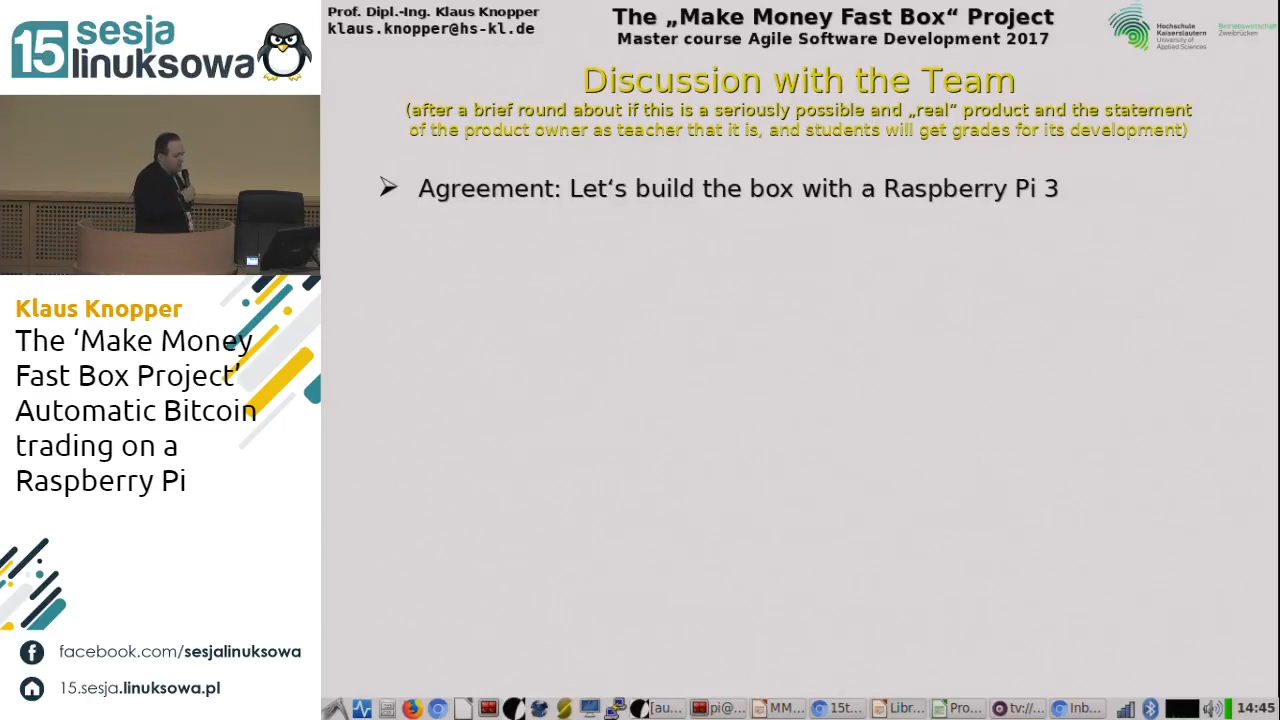 15 sesja
linuksowa
Klaus Knopper
The ‘Make Money
Fast Box Project’
Automatic Bitcoin
trading on a
Raspberry Pi
facebook.com/sesjalinuksowa
15.sesja.linuksowa.pl
Prof. Dipl.-Ing. Klaus Knopper
klaus.knopper@hs-kl.de
The „Make Money Fast Box“ Project
Master course Agile Software Development 2017
Hochschule
Kaiserslautern
University of
Applied Sciences
Betriebswirtschaft
Zweibrücken
Discussion with the Team
(after a brief round about if this is a seriously possible and „real“ product and the statement
of the product owner as teacher that it is, and students will get grades for its development)
➢ Agreement: Let‘s build the box with a Raspberry Pi 3
[au... pi@... MM... 15t... Libr... Pro... tv://... Inb... 14:45